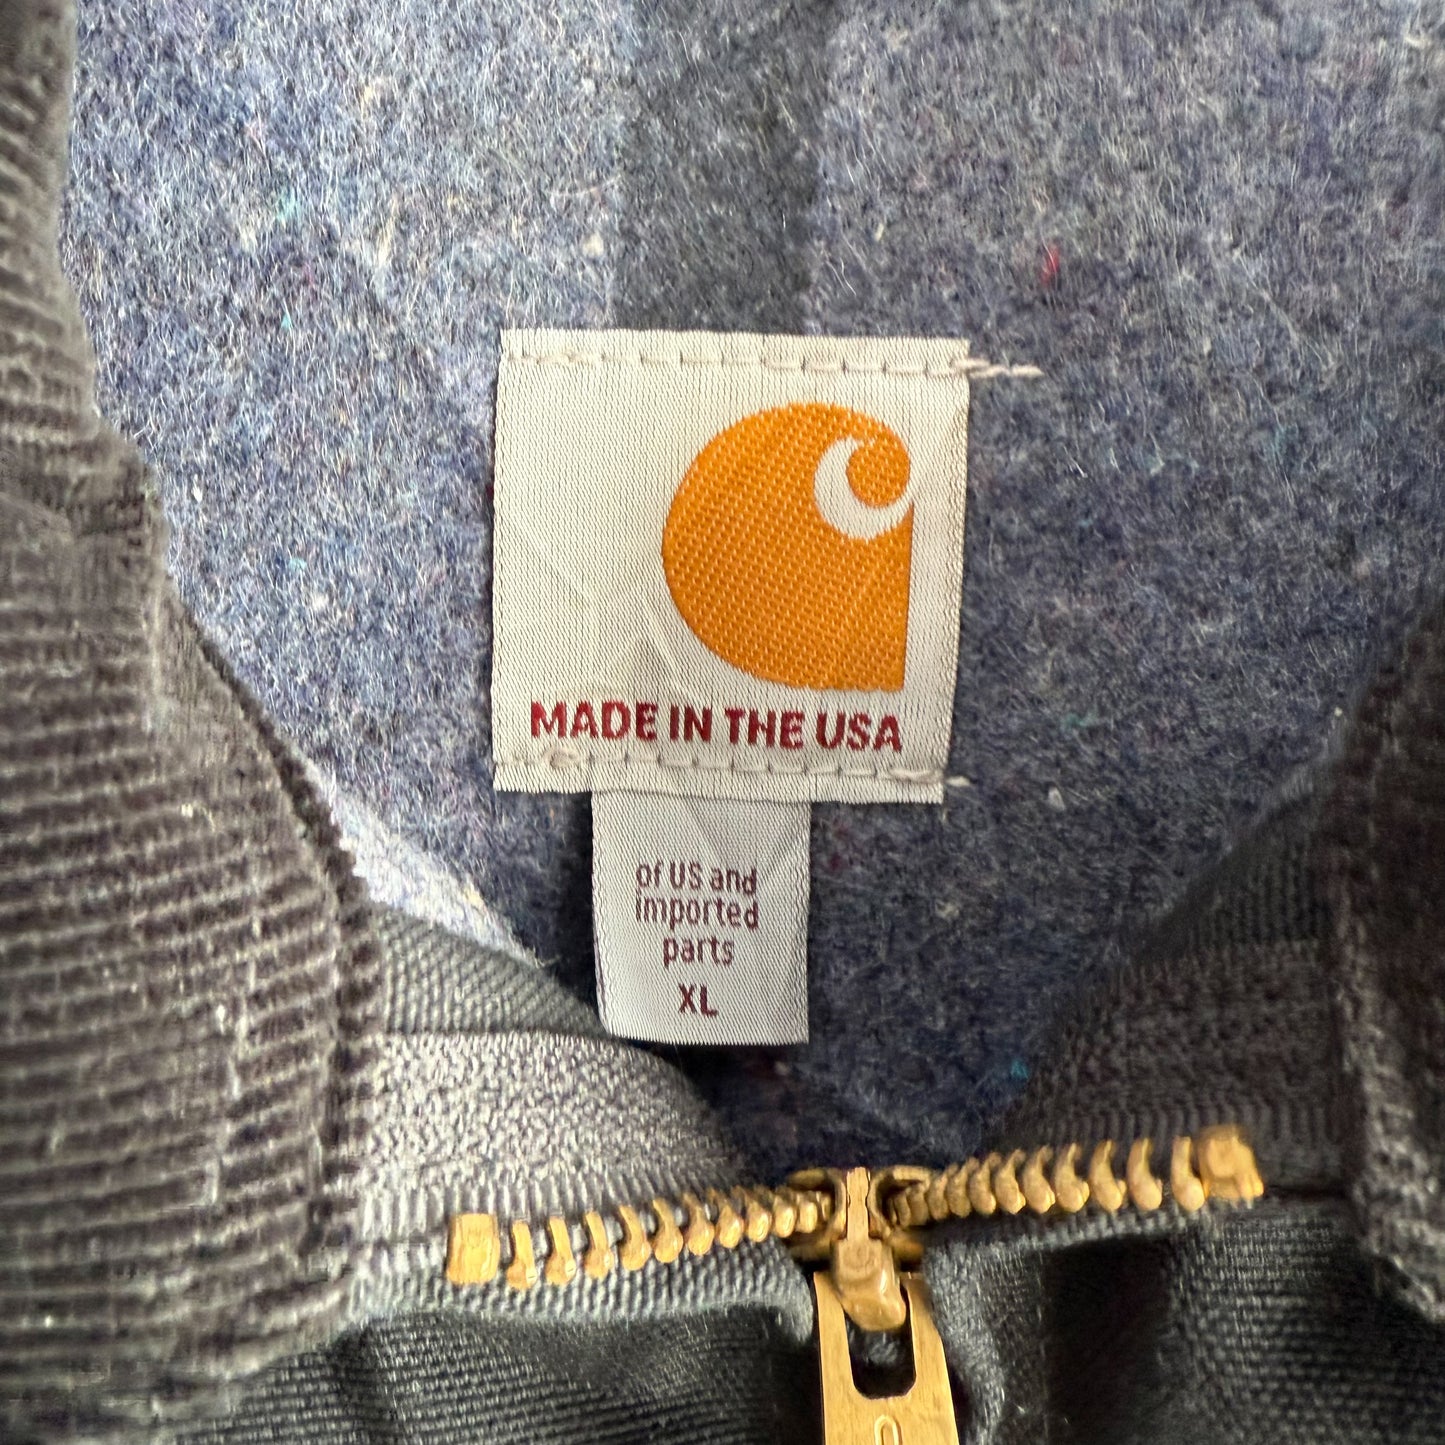 MADE IN THE USA
of US and
imported
parts
XL